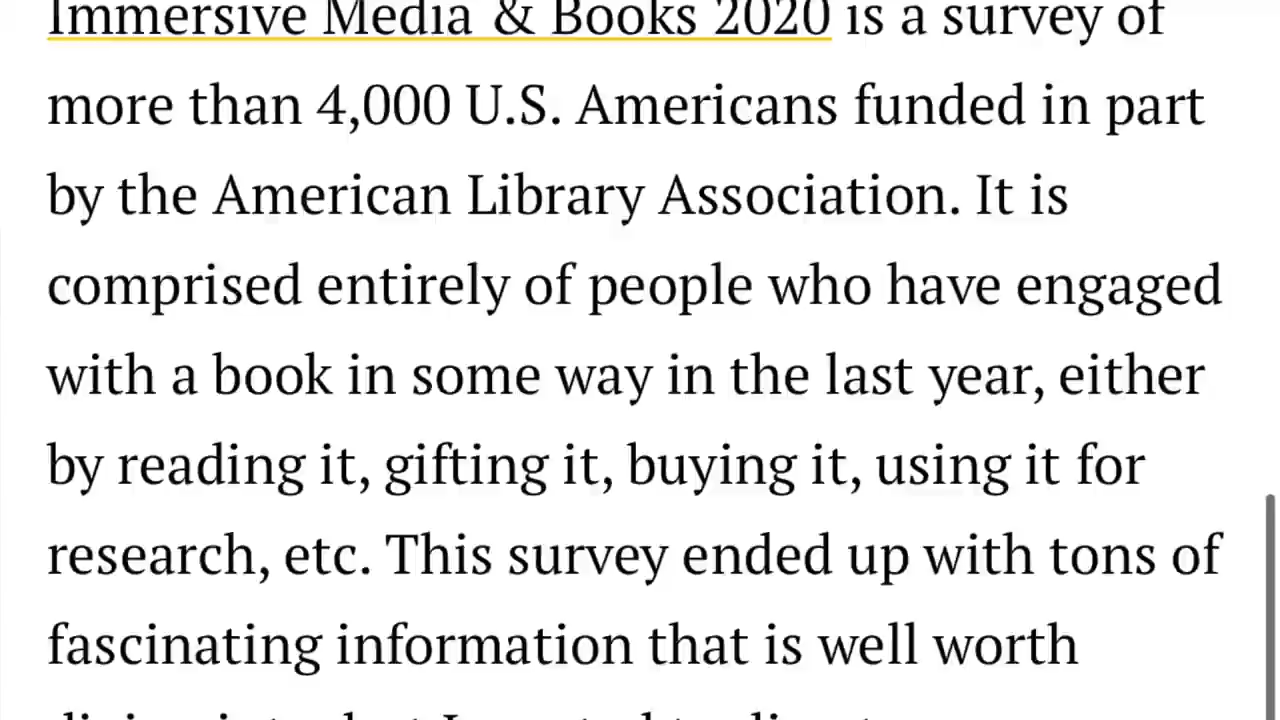 Immersive Media & Books 2020 is a survey of
more than 4,000 U.S. Americans funded in part
by the American Library Association. It is
comprised entirely of people who have engaged
with a book in some way in the last year, either
by reading it, gifting it, buying it, using it for
research, etc. This survey ended up with tons of
fascinating information that is well worth